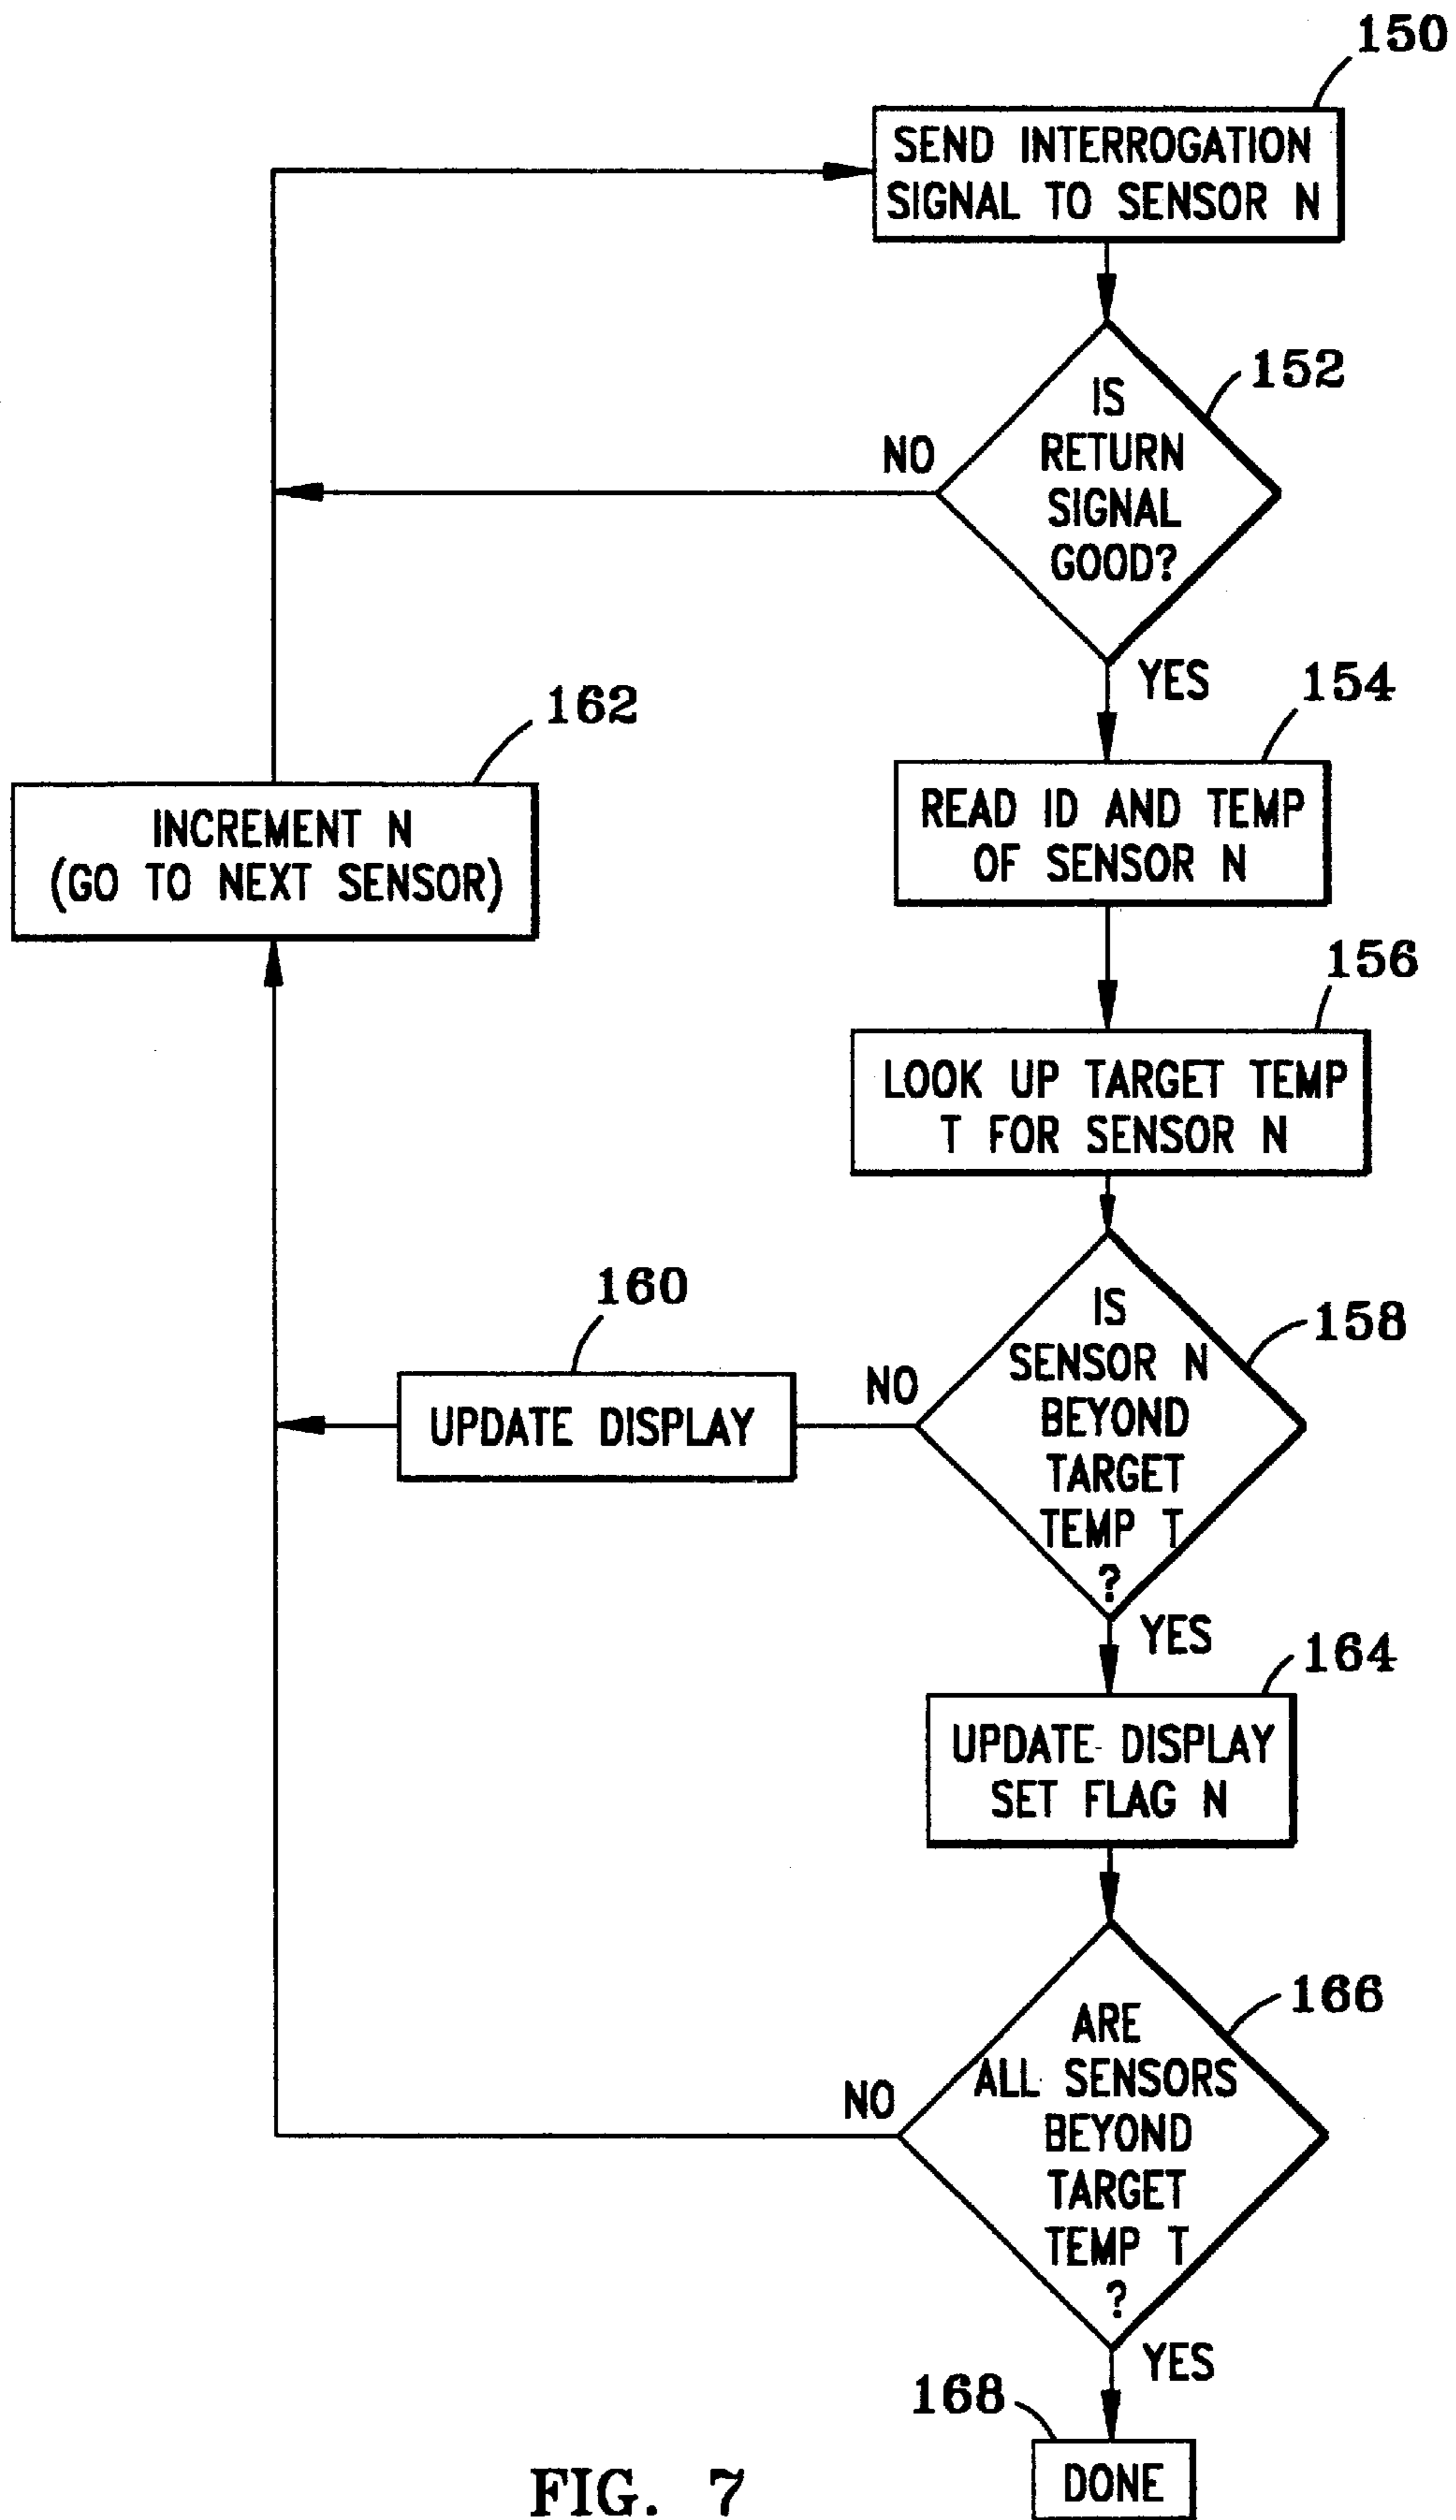 150
SEND INTERROGATION
SIGNAL TO SENSOR N
152
IS
RETURN
SIGNAL
GOOD?
NO
YES
154
READ ID AND TEMP
OF SENSOR N
162
INCREMENT N
(GO TO NEXT SENSOR)
156
LOOK UP TARGET TEMP
T FOR SENSOR N
158
IS
SENSOR N
BEYOND
TARGET
TEMP T
?
NO
160
UPDATE DISPLAY
YES
164
UPDATE DISPLAY
SET FLAG N
166
ARE
ALL SENSORS
BEYOND
TARGET
TEMP T
?
NO
YES
168
DONE
FIG. 7